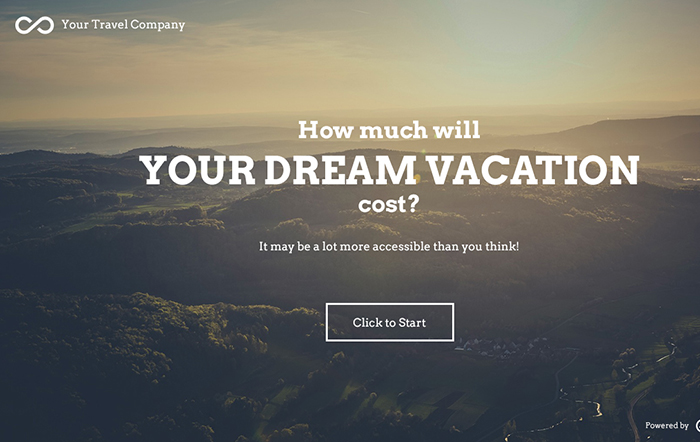 Your Travel Company
How much will
YOUR DREAM VACATION
cost?
It may be a lot more accessible than you think!
Click to Start
Powered by